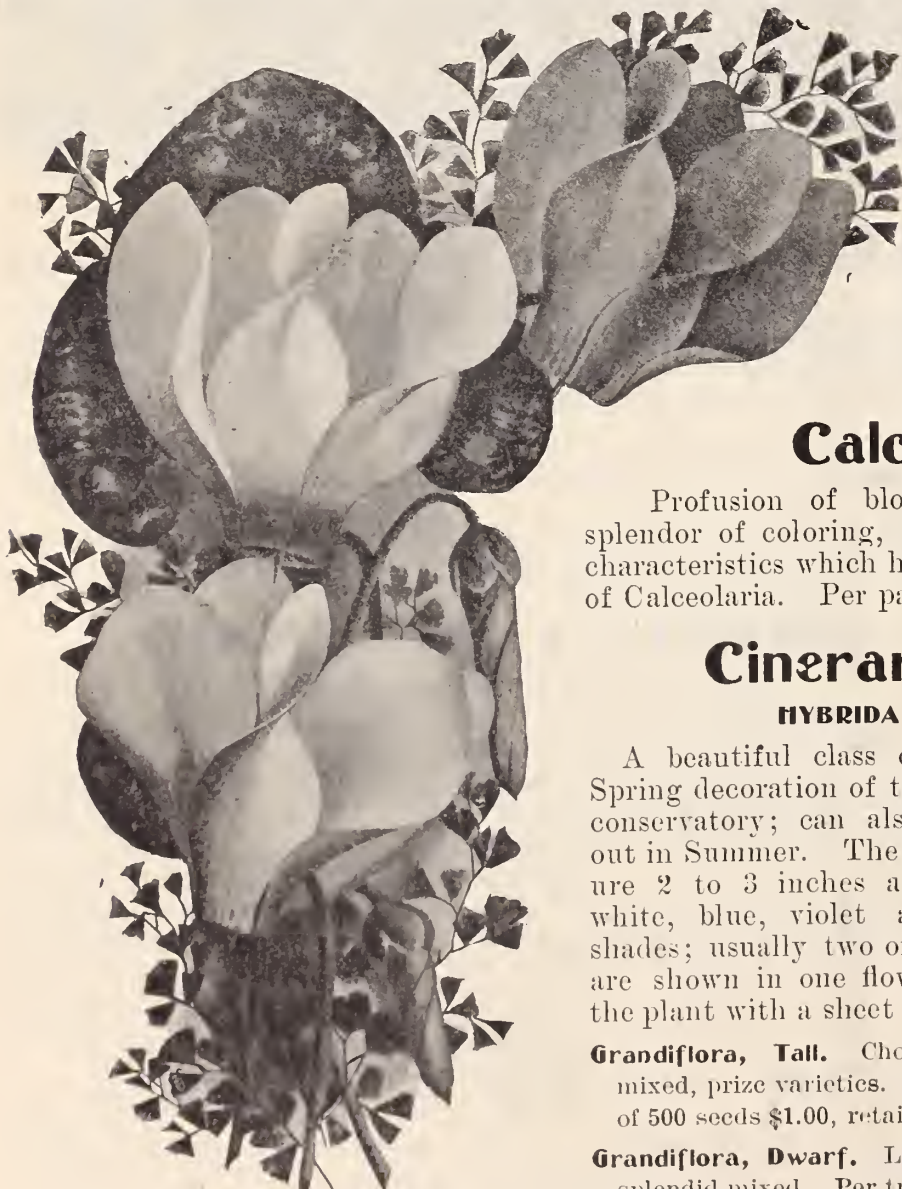 Calc
Profusion of blo
splendor of coloring,
characteristics which h
of Calceolaria. Per pa
Cinerar
HYBRIDA
A beautiful class
Spring decoration of t
conservatory; can als
out in Summer. The
ure 2 to 3 inches a
white, blue, violet a
shades; usually two or
are shown in one flow
the plant with a sheet
Grandiflora, Tall. Cho
mixed, prize varieties.
of 500 seeds $1.00, retai
Grandiflora, Dwarf. L
splendid mixed. Per tr